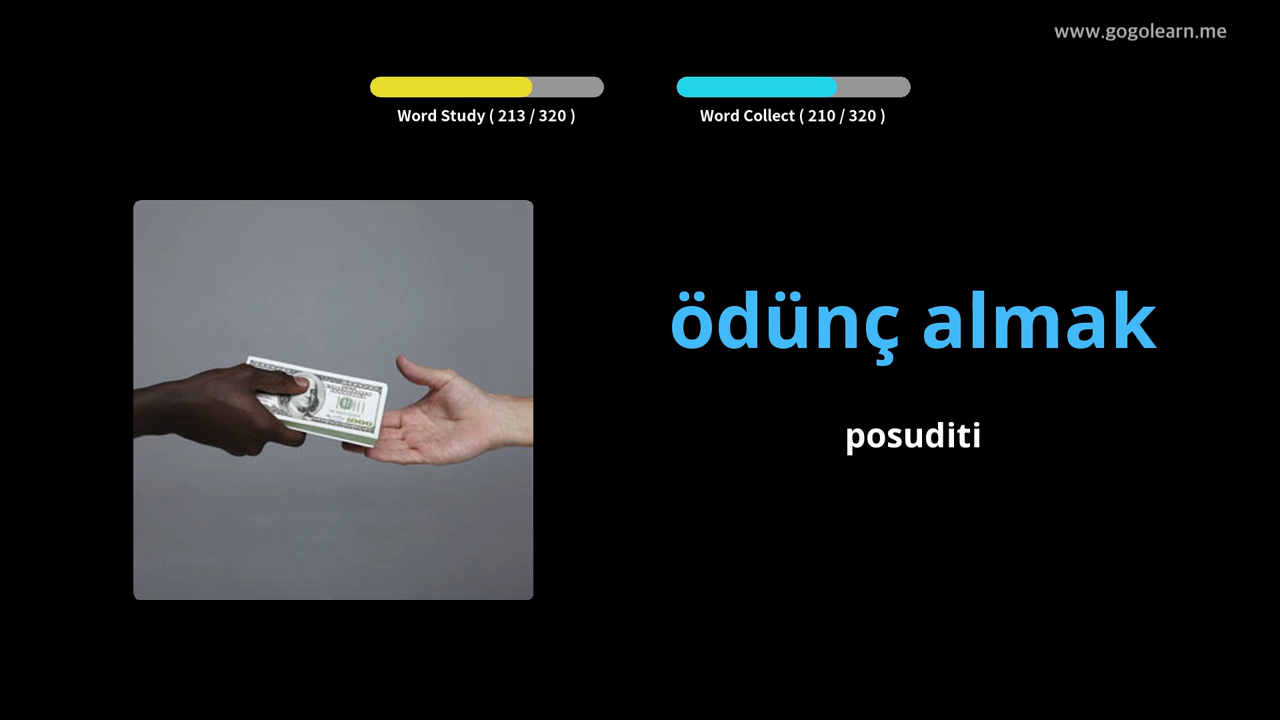 www.gogolearn.me
Word Study ( 213 / 320 )
Word Collect ( 210 / 320 )
ödünç almak
posuditi